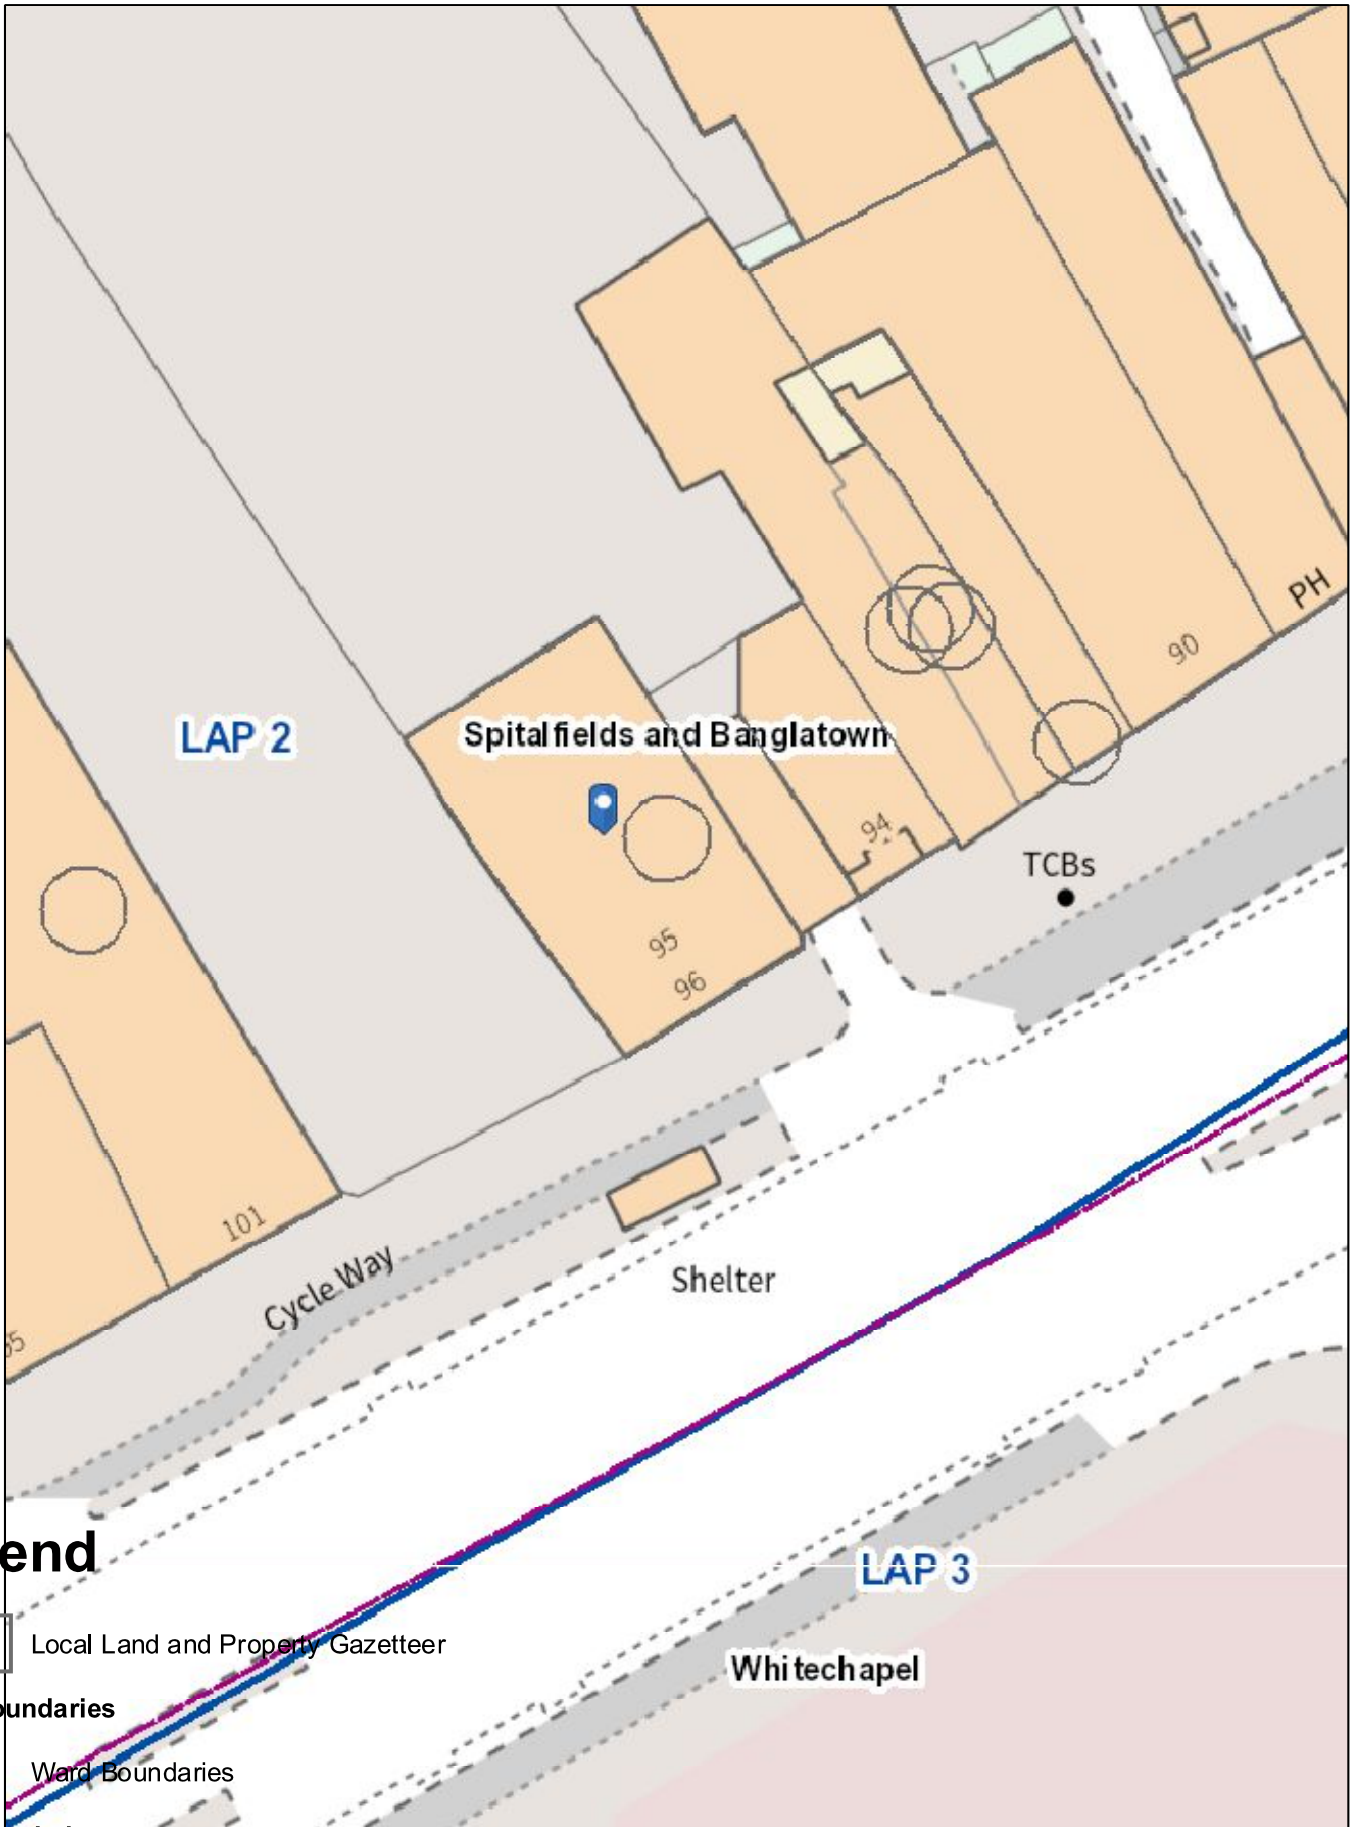 PH
90
LAP 2
Spitalfields and Banglatown
94
TCBs
95
96
101
Cycle Way
Shelter
LAP 3
Whitechapel
end
Local Land and Property Gazetteer
oundaries
Ward Boundaries